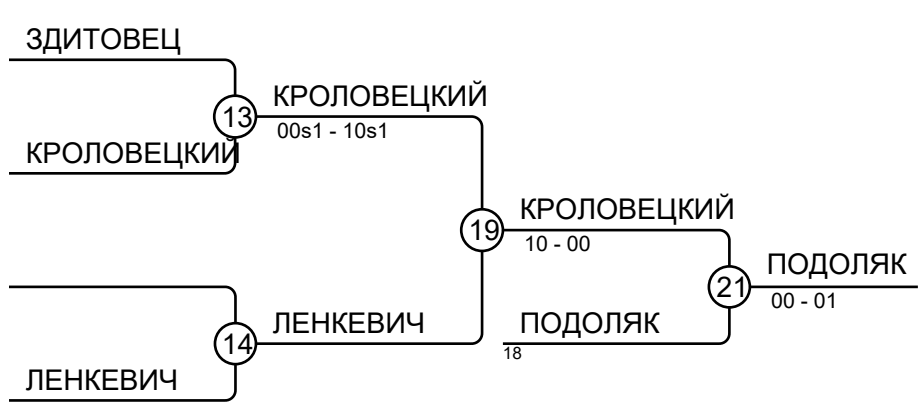 ЗДИТОВЕЦ
13
КРОЛОВЕЦКИЙ
00s1 - 10s1
КРОЛОВЕЦКИЙ
19
КРОЛОВЕЦКИЙ
10 - 00
21
ПОДОЛЯК
00 - 01
14
ЛЕНКЕВИЧ
ПОДОЛЯК
18
ЛЕНКЕВИЧ